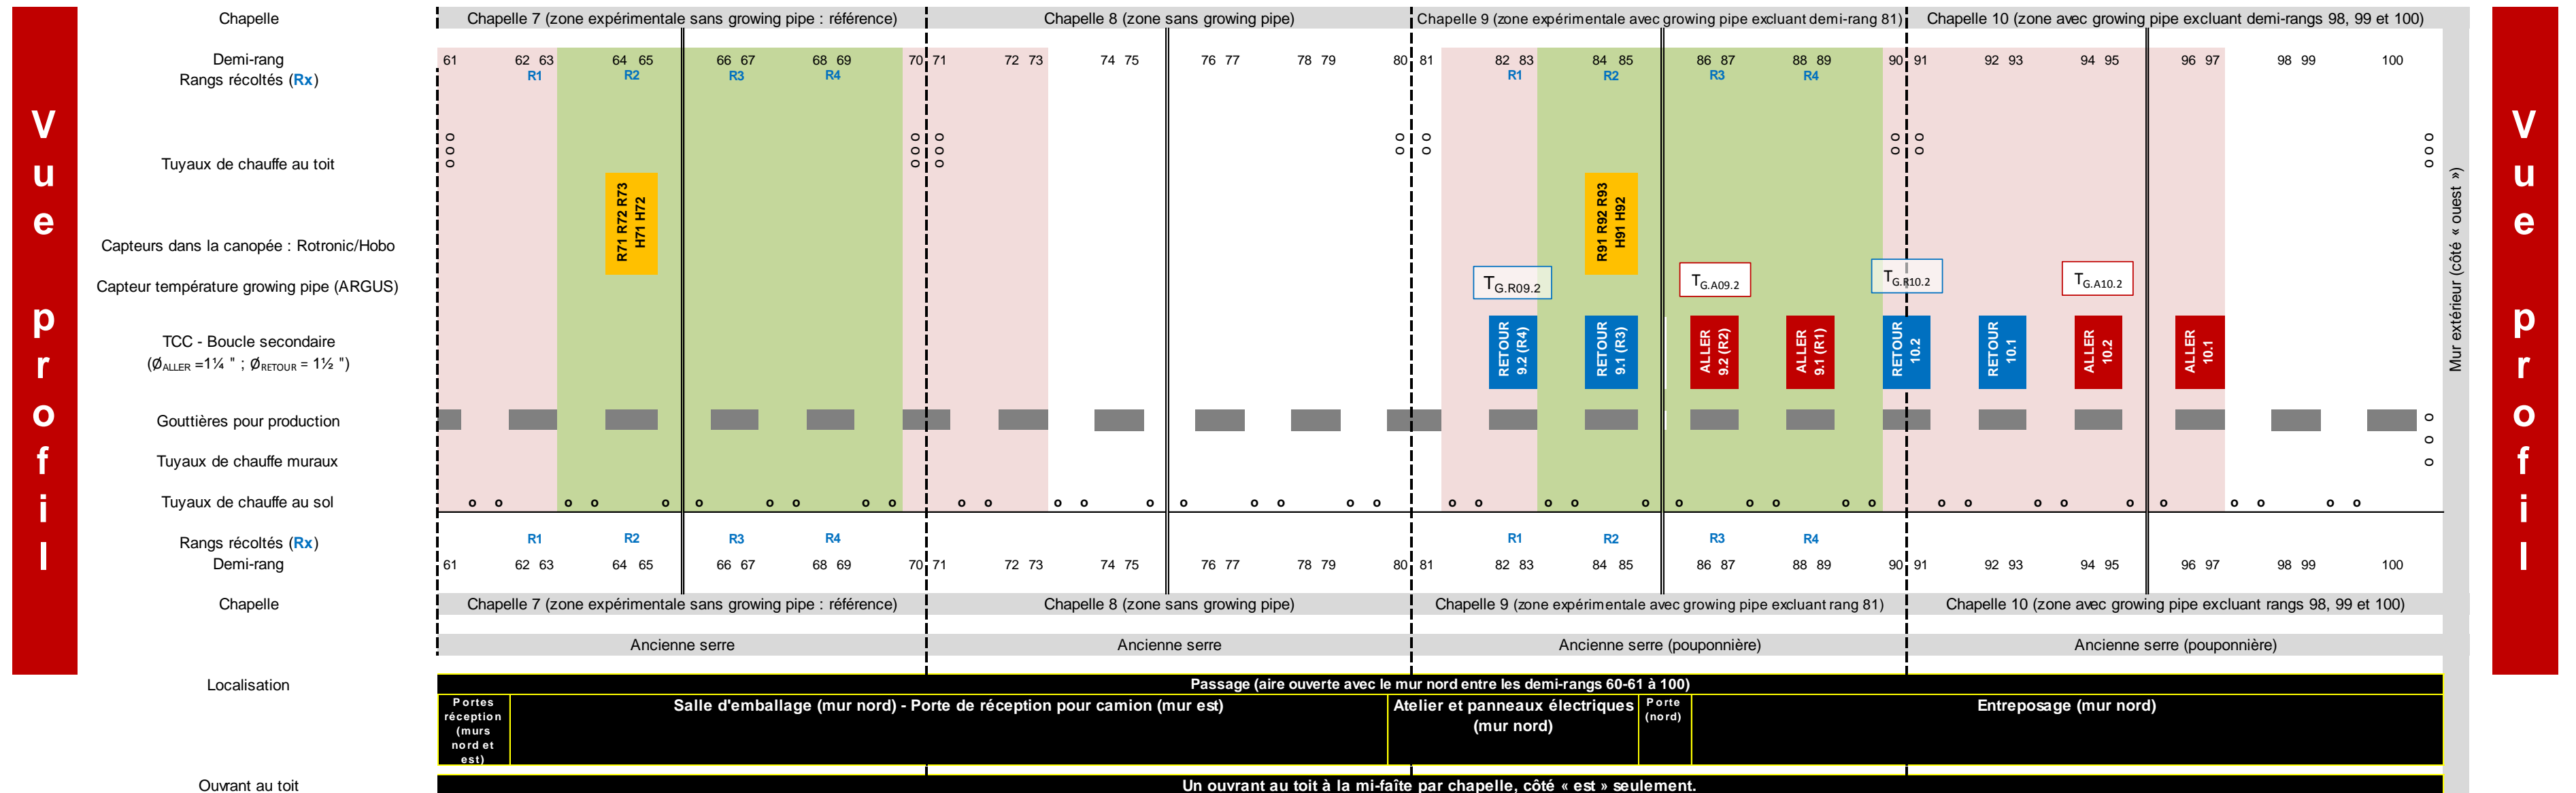 Vue profil
Chapelle
Chapelle 7 (zone expérimentale sans growing pipe : référence)
Chapelle 8 (zone sans growing pipe)
Chapelle 9 (zone expérimentale avec growing pipe excluant demi-rang 81)
Chapelle 10 (zone avec growing pipe excluant demi-rangs 98, 99 et 100)
Vue profil
Demi-rang
61 62 63 64 65 66 67 68 69 70 71 72 73 74 75 76 77 78 79 80 81 82 83 84 85 86 87 88 89 90 91 92 93 94 95 96 97 98 99 100
Rangs récoltés (Rx)
R1 R2 R3 R4 R1 R2 R3 R4
Tuyaux de chauffe au toit
o o o o o o o o
o o o o o o o o
o o o o
Capteurs dans la canopée : Rotronic/Hobo
R71 R72 R73
H71 H72
R91 R92 R93
H91 H92
Mur extérieur (côté « ouest »)
Capteur température growing pipe (ARGUS)
TG.R09.2
TG.A09.2
TG.R10.2
TG.A10.2
TCC - Boucle secondaire
(ØALLER =1¼ " ; ØRETOUR = 1½ ")
RETOUR
9.2 (R4)
RETOUR
9.1 (R3)
ALLER
9.2 (R2)
ALLER
9.1 (R1)
RETOUR
10.2
RETOUR
10.1
ALLER
10.2
ALLER
10.1
Gouttières pour production
o
o
Tuyaux de chauffe muraux
o
Tuyaux de chauffe au sol
o o o o o o o o o o o o o o o o o o o o o o o o o o o o o o o o o o o o o o o o
Rangs récoltés (Rx)
R1 R2 R3 R4 R1 R2 R3 R4
Demi-rang
61 62 63 64 65 66 67 68 69 70 71 72 73 74 75 76 77 78 79 80 81 82 83 84 85 86 87 88 89 90 91 92 93 94 95 96 97 98 99 100
Chapelle
Chapelle 7 (zone expérimentale sans growing pipe : référence)
Chapelle 8 (zone sans growing pipe)
Chapelle 9 (zone expérimentale avec growing pipe excluant rang 81)
Chapelle 10 (zone avec growing pipe excluant rangs 98, 99 et 100)
Ancienne serre
Ancienne serre
Ancienne serre (pouponnière)
Ancienne serre (pouponnière)
Localisation
Passage (aire ouverte avec le mur nord entre les demi-rangs 60-61 à 100)
Portes
réception
(murs
nord et
est)
Salle d'emballage (mur nord) - Porte de réception pour camion (mur est)
Atelier et panneaux électriques
(mur nord)
Porte
(nord)
Entreposage (mur nord)
Ouvrant au toit
Un ouvrant au toit à la mi-faîte par chapelle, côté « est » seulement.